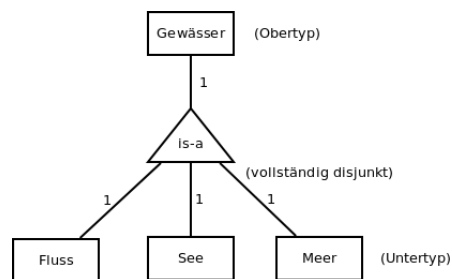 Gewässer (Obertyp)
1
is-a
(vollständig disjunkt)
1 1 1
Fluss See Meer (Untertyp)